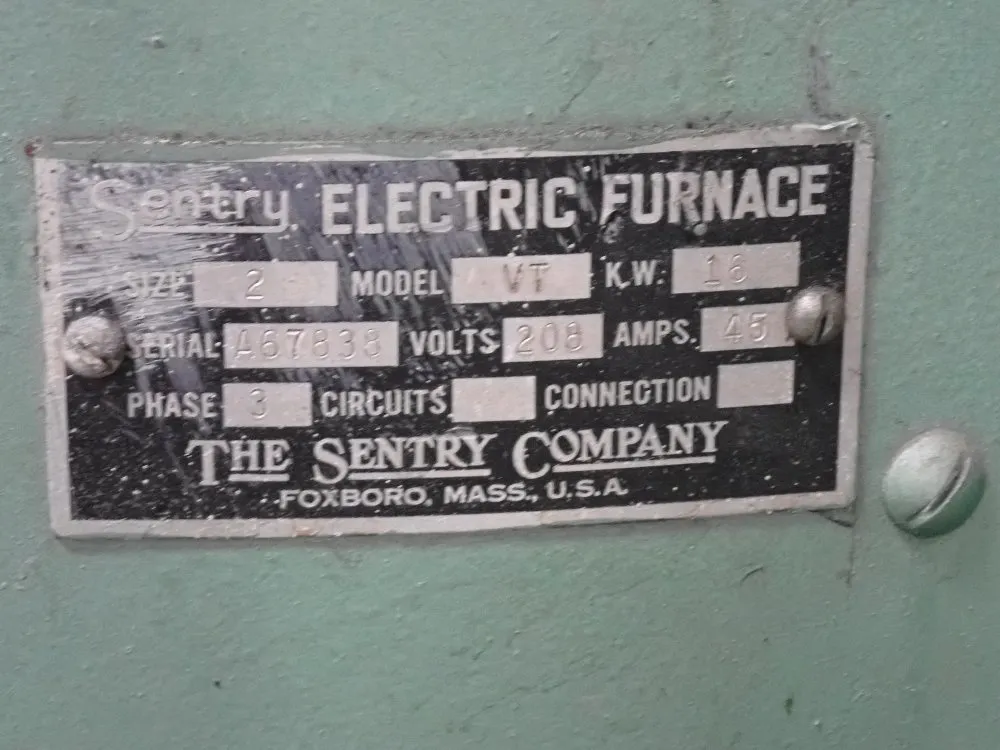 Sentry ELECTRIC FURNACE
SIZE 2 MODEL VT K.W. 16
SERIAL A67838 VOLTS 208 AMPS. 45
PHASE 3 CIRCUITS CONNECTION
THE SENTRY COMPANY
FOXBORO, MASS., U.S.A.